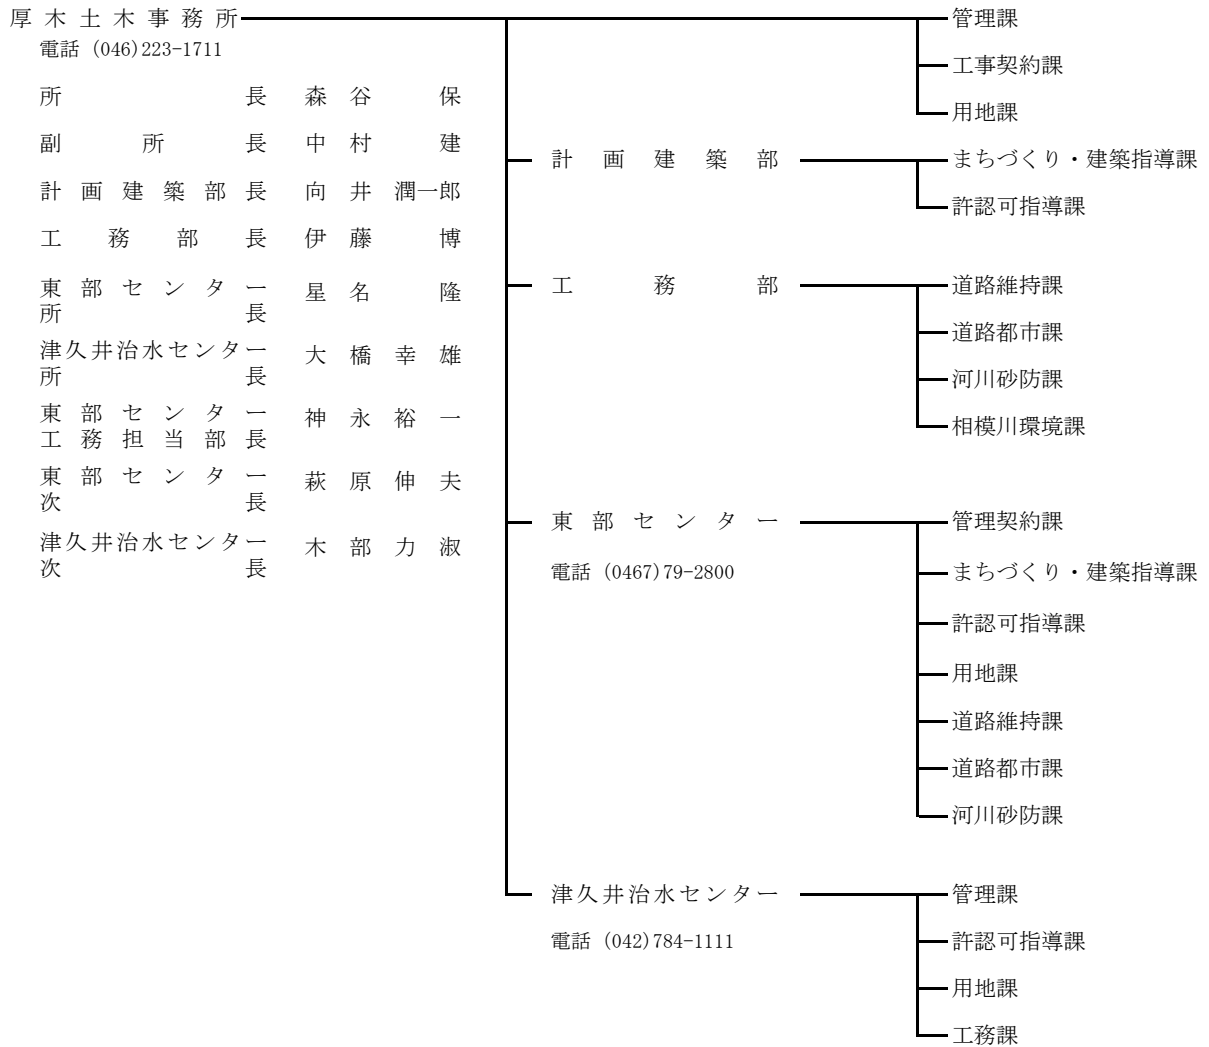 厚木土木事務所
電話 (046)223-1711
所長 森谷保
副所長 中村建
計画建築部長 向井潤一郎
工務部長 伊藤博
東部センター
所長 星名隆
津久井治水センター
所長 大橋幸雄
東部センター
工務担当部長 神永裕一
東部センター
次長 萩原伸夫
津久井治水センター
次長 木部力淑
管理課
工事契約課
用地課
計画建築部
まちづくり・建築指導課
許認可指導課
工務部
道路維持課
道路都市課
河川砂防課
相模川環境課
東部センター
電話 (0467)79-2800
管理契約課
まちづくり・建築指導課
許認可指導課
用地課
道路維持課
道路都市課
河川砂防課
津久井治水センター
電話 (042)784-1111
管理課
許認可指導課
用地課
工務課